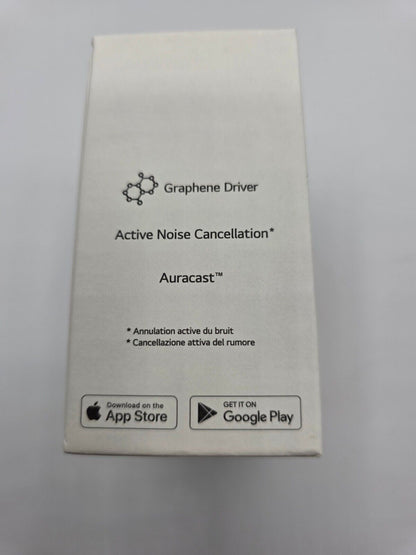 Graphene Driver
Active Noise Cancellation*
Auracast™
* Annulation active du bruit
* Cancellazione attiva del rumore
Download on the
App Store
GET IT ON
Google Play